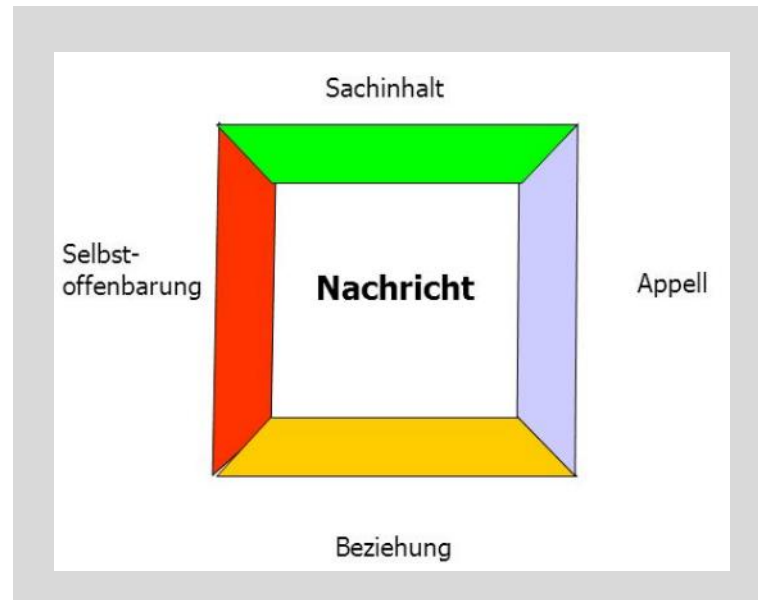 Sachinhalt
Selbst-
offenbarung
Nachricht
Appell
Beziehung